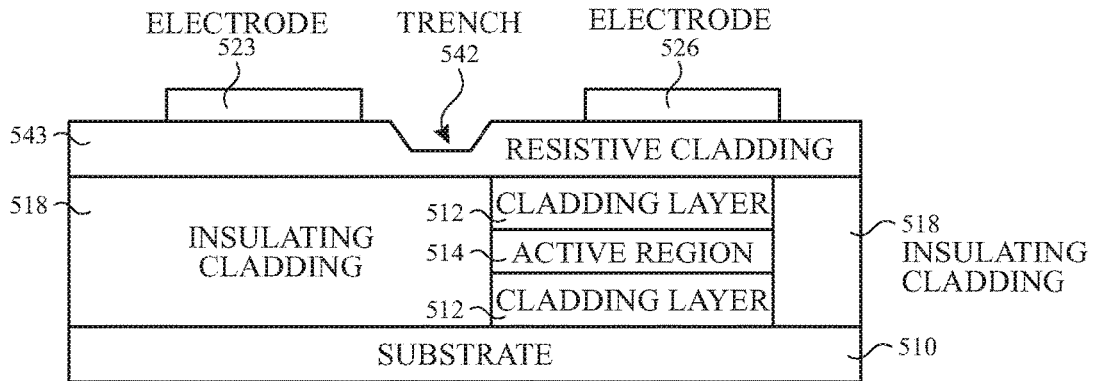 ELECTRODE
523
TRENCH
542
ELECTRODE
526
543
RESISTIVE CLADDING
518
INSULATING
CLADDING
512
CLADDING LAYER
514
ACTIVE REGION
512
CLADDING LAYER
518
INSULATING
CLADDING
SUBSTRATE
510